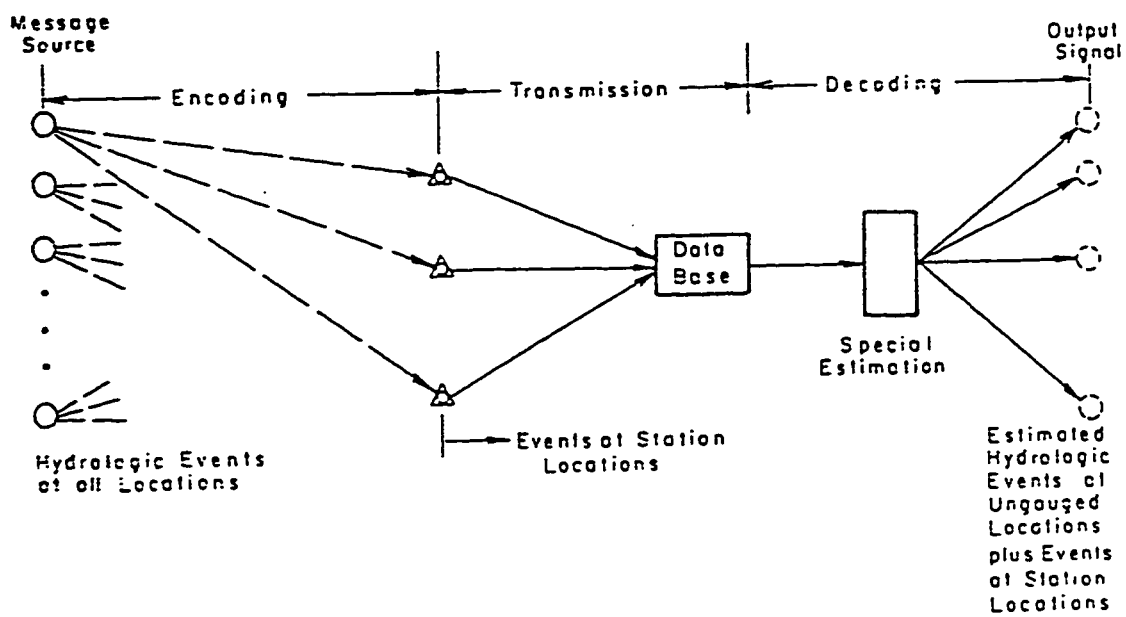 Message
Source
Output
Signal
Encoding
Transmission
Decoding
Data
Base
Special
Estimation
Events at Station
Locations
Hydrologic Events
at all Locations
Estimated
Hydrologic
Events at
Ungauged
Locations
plus Events
at Station
Locations